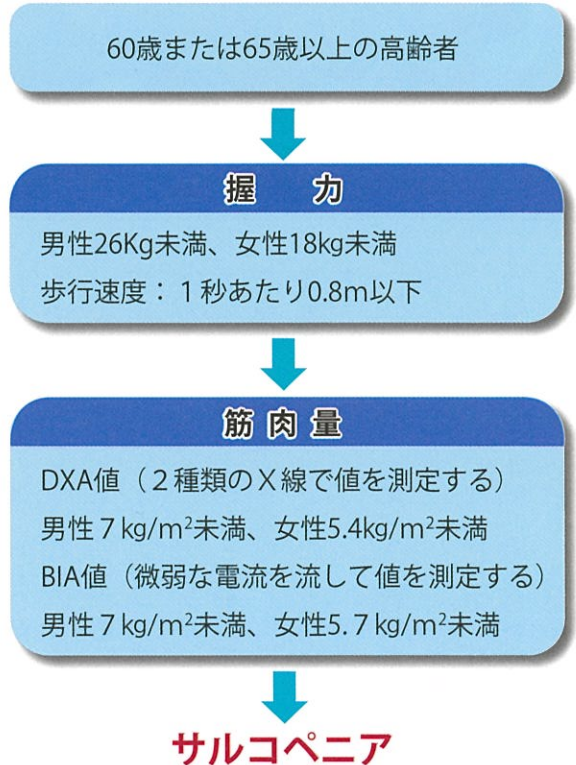 60歳または65歳以上の高齢者
握　力
男性26Kg未満、女性18kg未満
歩行速度：１秒あたり0.8m以下
筋肉量
DXA値（２種類のＸ線で値を測定する）
男性７kg/m²未満、女性5.4kg/m²未満
BIA値（微弱な電流を流して値を測定する）
男性７kg/m²未満、女性5.７kg/m²未満
サルコペニア